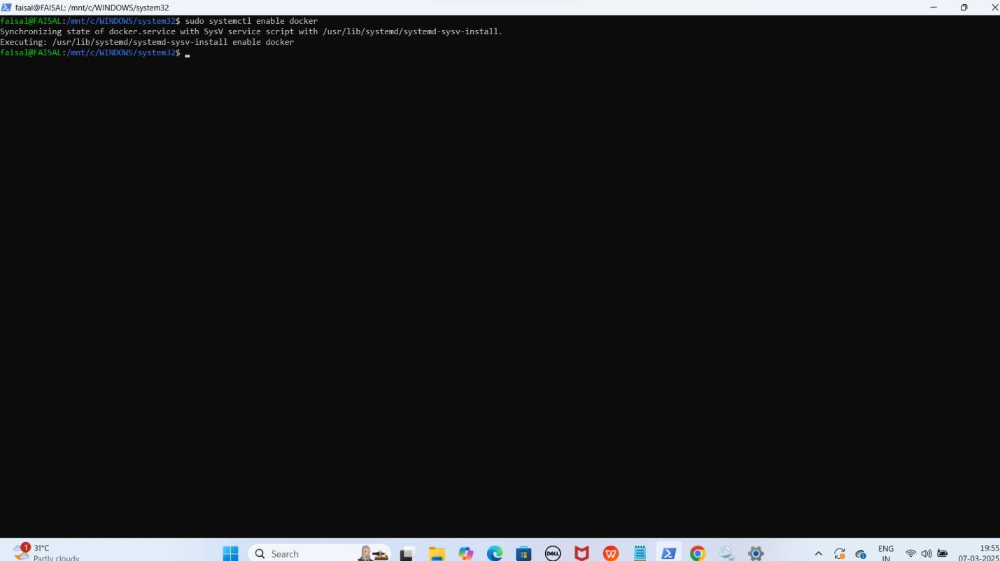 faisal@FAISAL: /mnt/c/WINDOWS/system32
faisal@FAISAL:/mnt/c/WINDOWS/system32$ sudo systemctl enable docker
Synchronizing state of docker.service with SysV service script with /usr/lib/systemd/systemd-sysv-install.
Executing: /usr/lib/systemd/systemd-sysv-install enable docker
faisal@FAISAL:/mnt/c/WINDOWS/system32$
1
31°C
Partly cloudy
Search
DELL
W
ENG
IN
19:55
07-03-2025